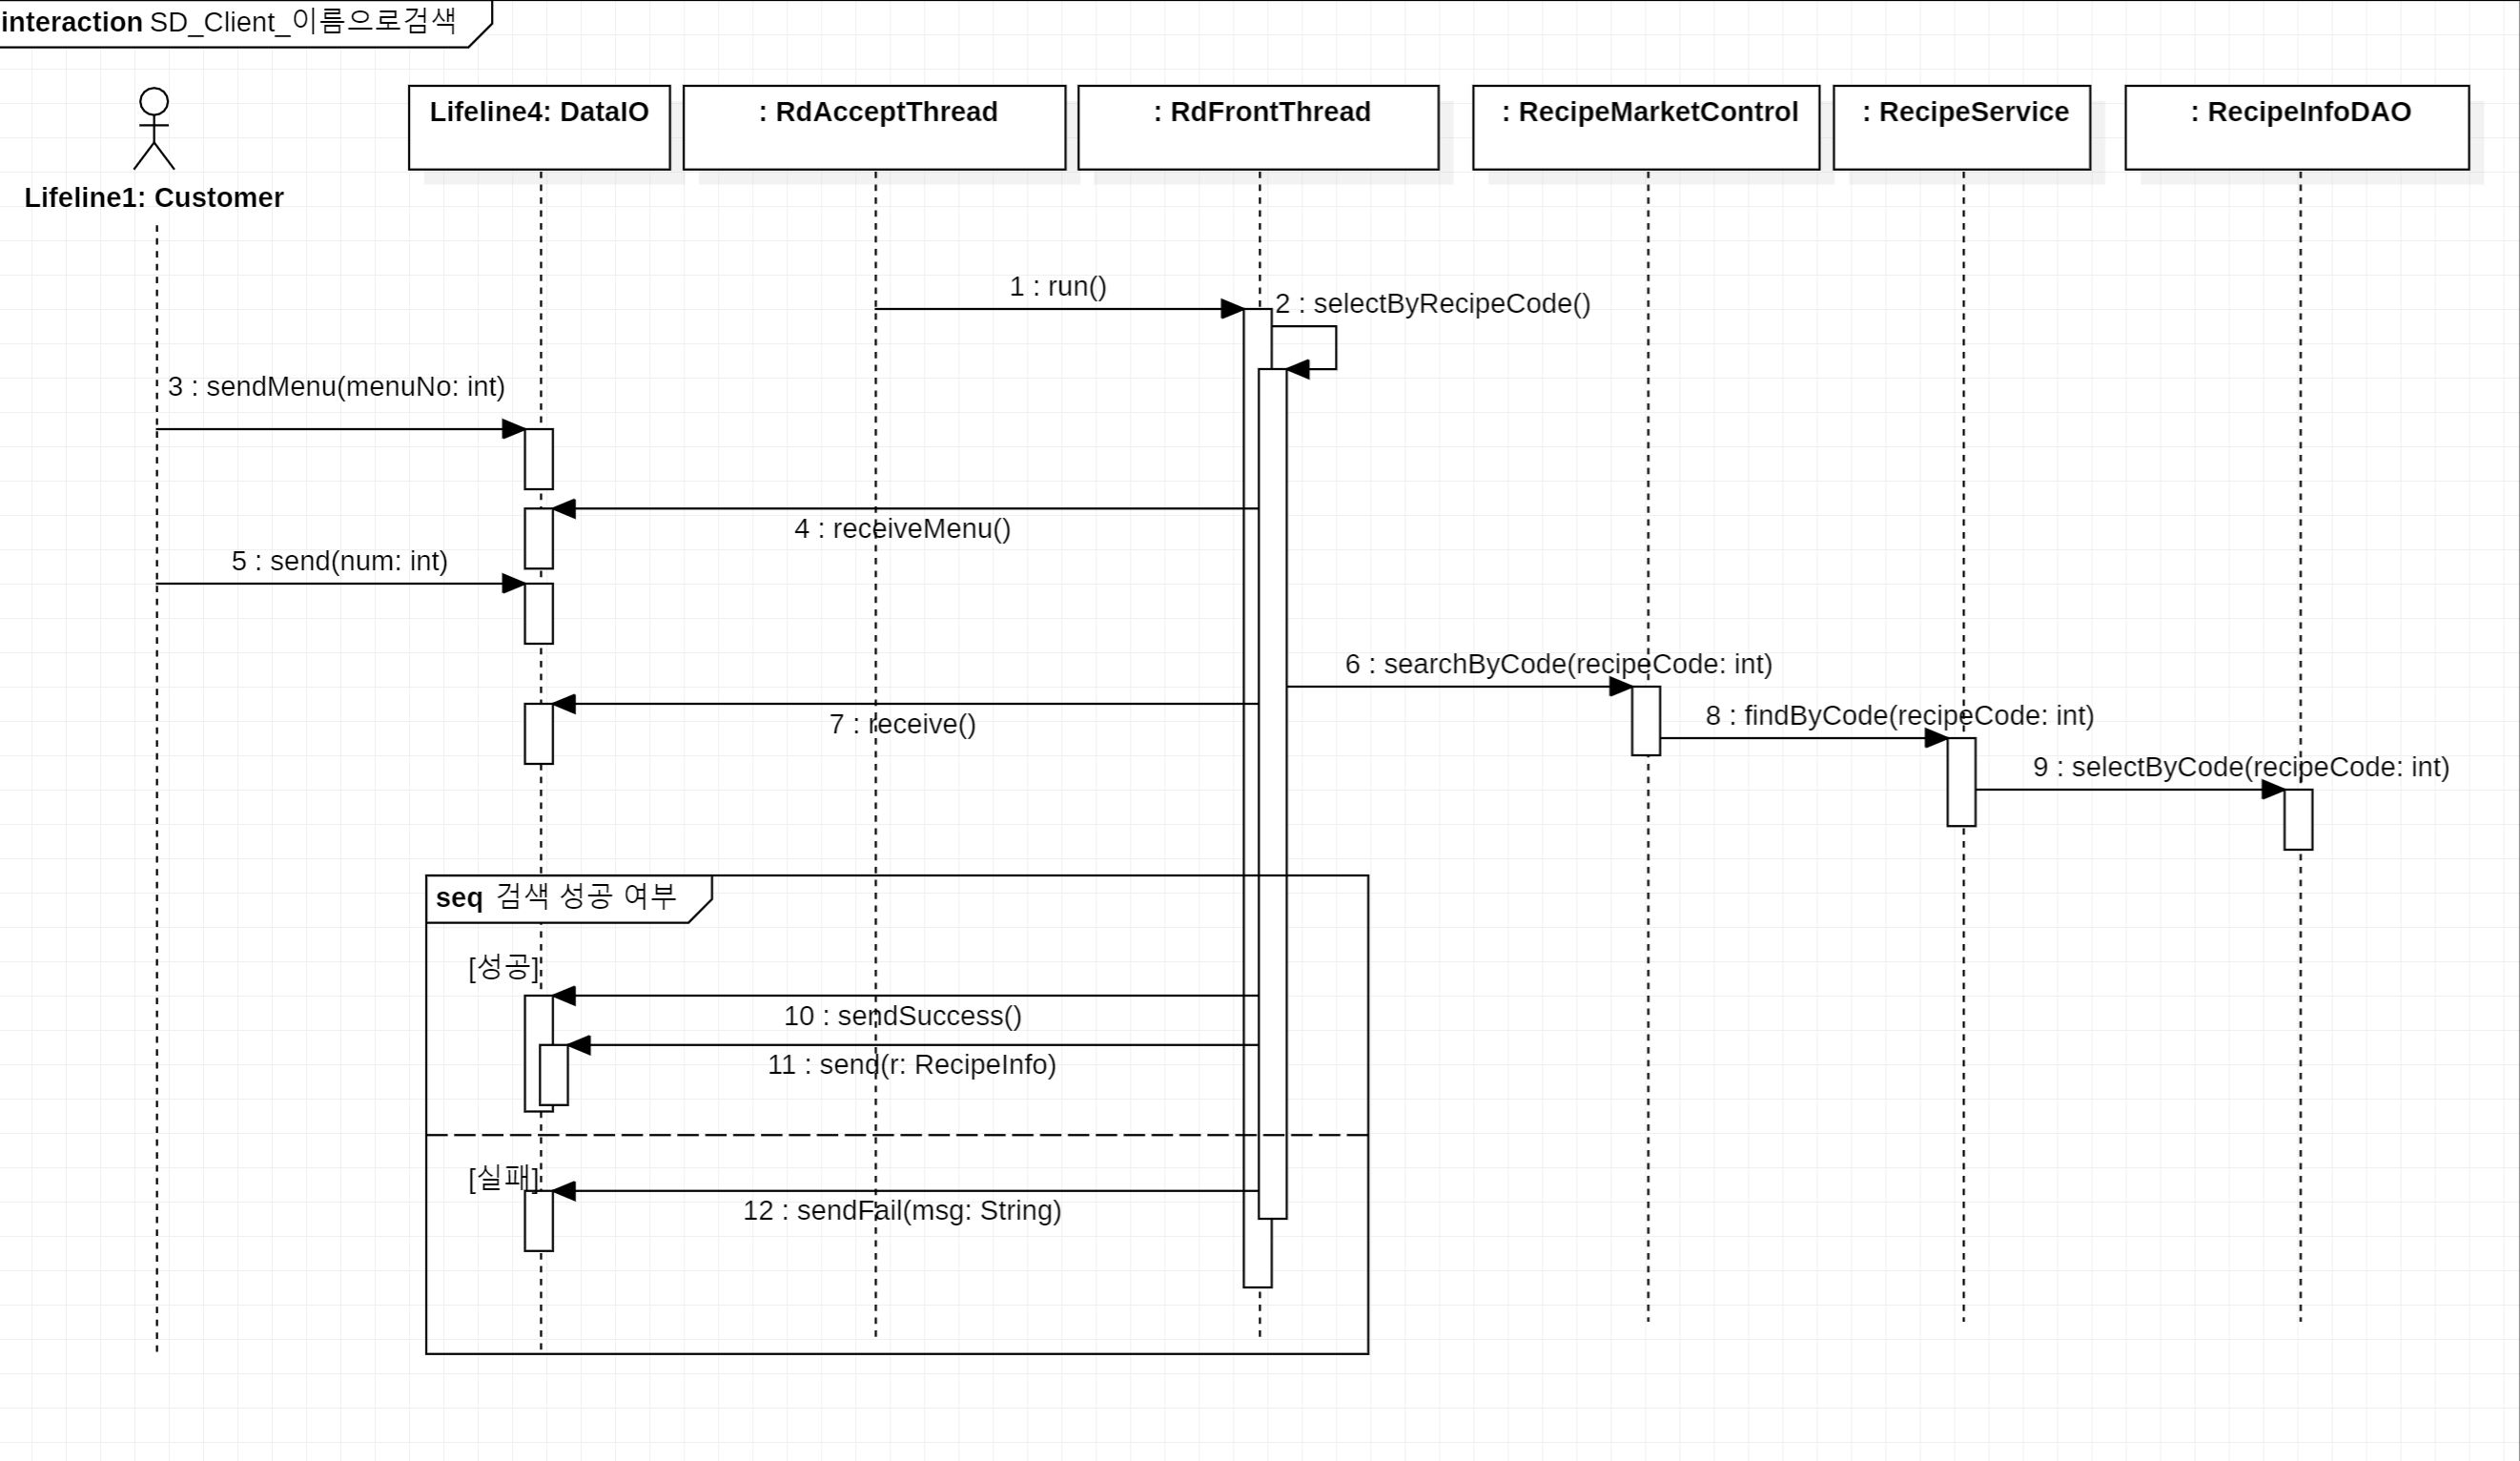 interaction SD_Client_이름으로검색
Lifeline1: Customer
Lifeline4: DataIO
: RdAcceptThread
: RdFrontThread
: RecipeMarketControl
: RecipeService
: RecipeInfoDAO
1 : run()
2 : selectByRecipeCode()
3 : sendMenu(menuNo: int)
4 : receiveMenu()
5 : send(num: int)
6 : searchByCode(recipeCode: int)
7 : receive()
8 : findByCode(recipeCode: int)
9 : selectByCode(recipeCode: int)
seq 검색 성공 여부
[성공]
10 : sendSuccess()
11 : send(r: RecipeInfo)
[실패]
12 : sendFail(msg: String)